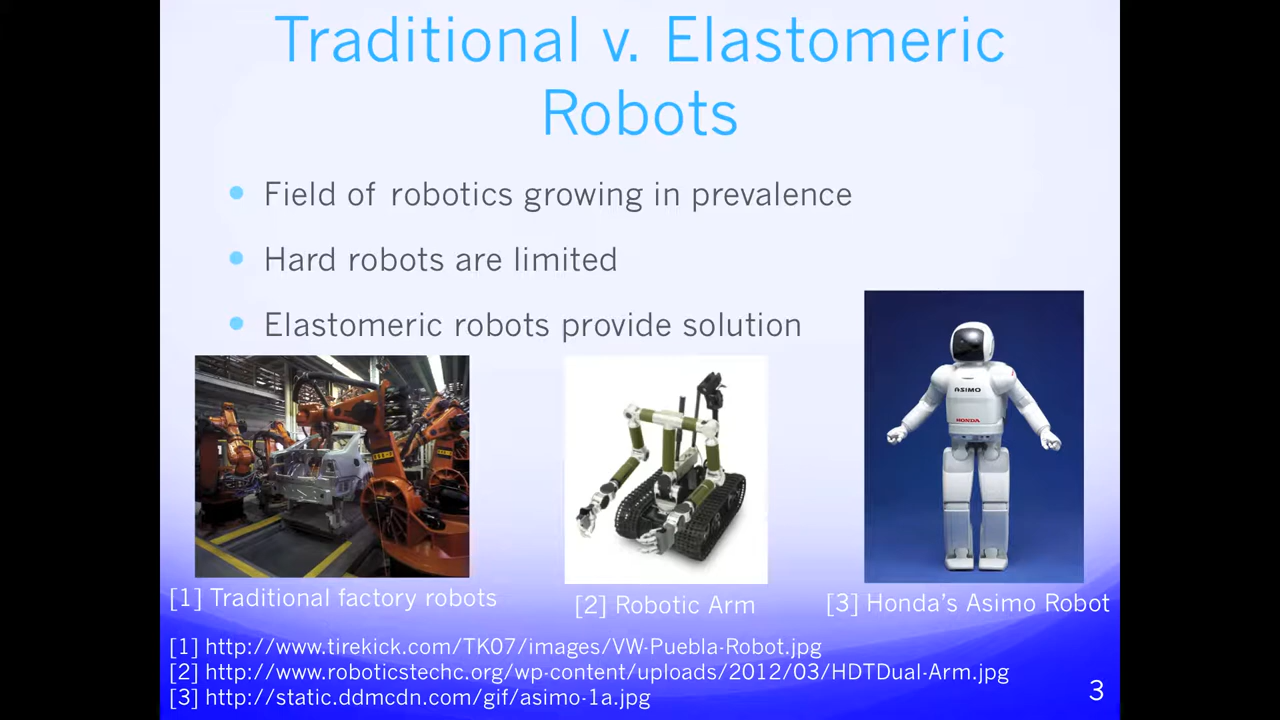 Traditional v. Elastomeric
Robots
Field of robotics growing in prevalence
Hard robots are limited
Elastomeric robots provide solution
ASIMO
HONDA
[1] Traditional factory robots
[2] Robotic Arm
[3] Honda's Asimo Robot
[1] http://www.tirekick.com/TK07/images/VW-Puebla-Robot.jpg
[2] http://www.roboticstechc.org/wp-content/uploads/2012/03/HDTDual-Arm.jpg
[3] http://static.ddmcdn.com/gif/asimo-1a.jpg
3